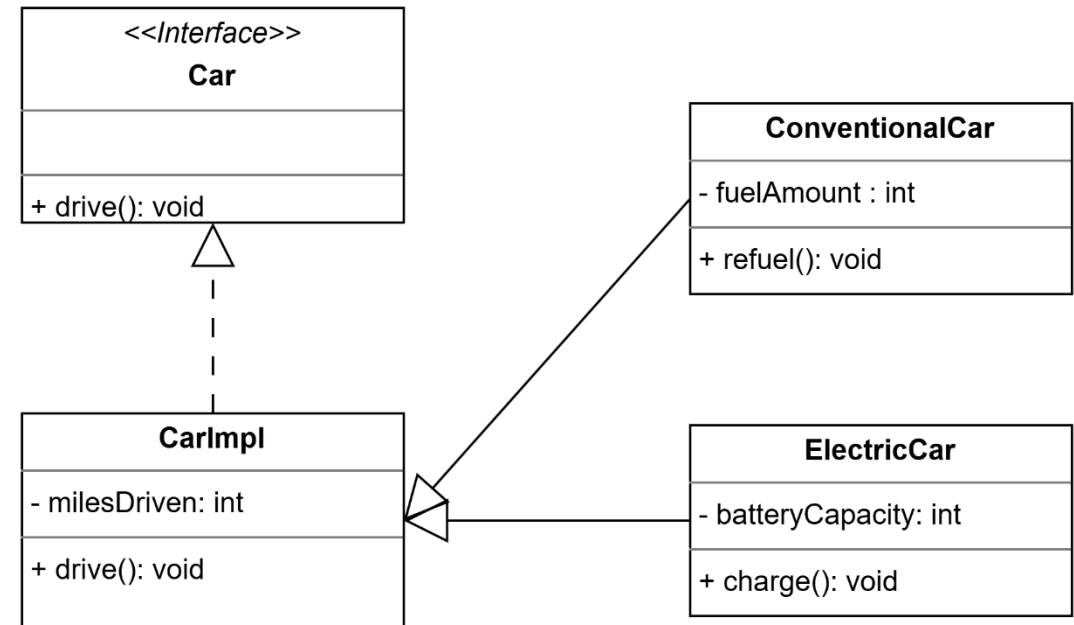 <<Interface>>
Car
+ drive(): void
ConventionalCar
- fuelAmount : int
+ refuel(): void
CarImpl
- milesDriven: int
+ drive(): void
ElectricCar
- batteryCapacity: int
+ charge(): void